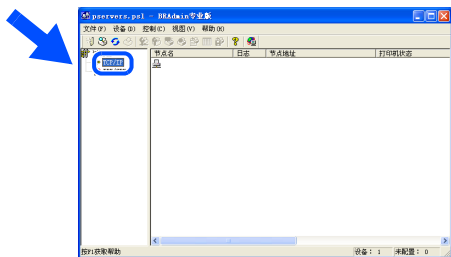 pservers.psl - BRAdmin专业版
文件(F) 设备(D) 控制(C) 视图(V) 帮助(H)
节点名 日志 节点地址 打印机状态
TCP/IP
按F1获取帮助 设备: 1 未配置: 0